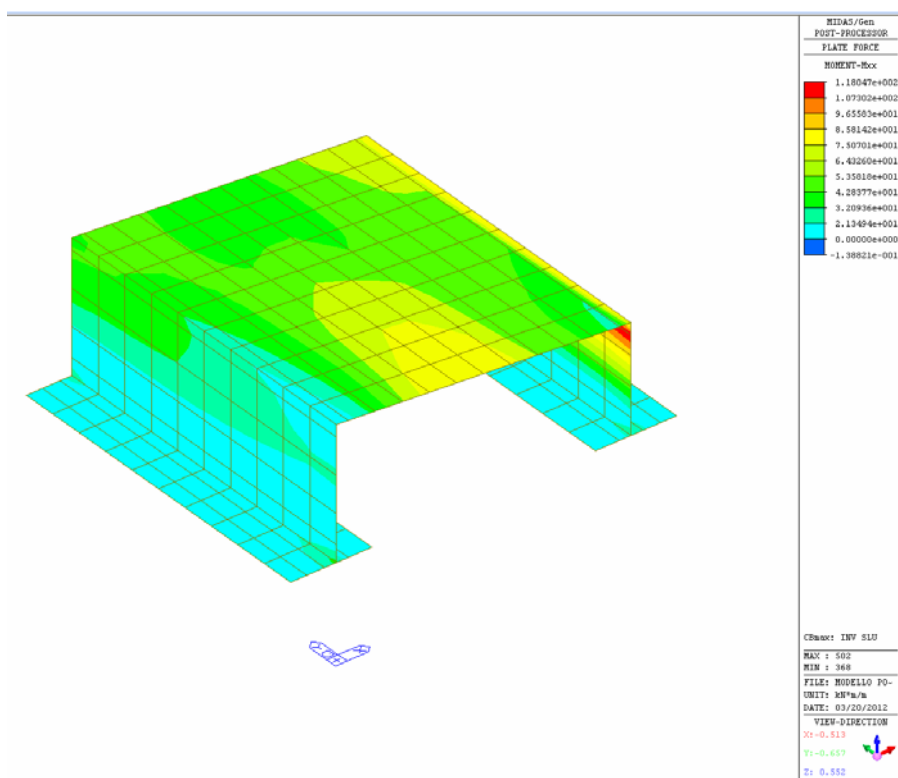 MIDAS/Gen
POST-PROCESSOR
PLATE FORCE
MOMENT-Mxx
1.18047e+002
1.07302e+002
9.65583e+001
8.58142e+001
7.50701e+001
6.43260e+001
5.35818e+001
4.28377e+001
3.20936e+001
2.13494e+001
0.00000e+000
-1.38821e-001
CBmax: INV SLU
MAX : 502
MIN : 368
FILE: MODELLO PO~
UNIT: kN*m/m
DATE: 03/20/2012
VIEW-DIRECTION
X:-0.513
Y:-0.657
Z: 0.552